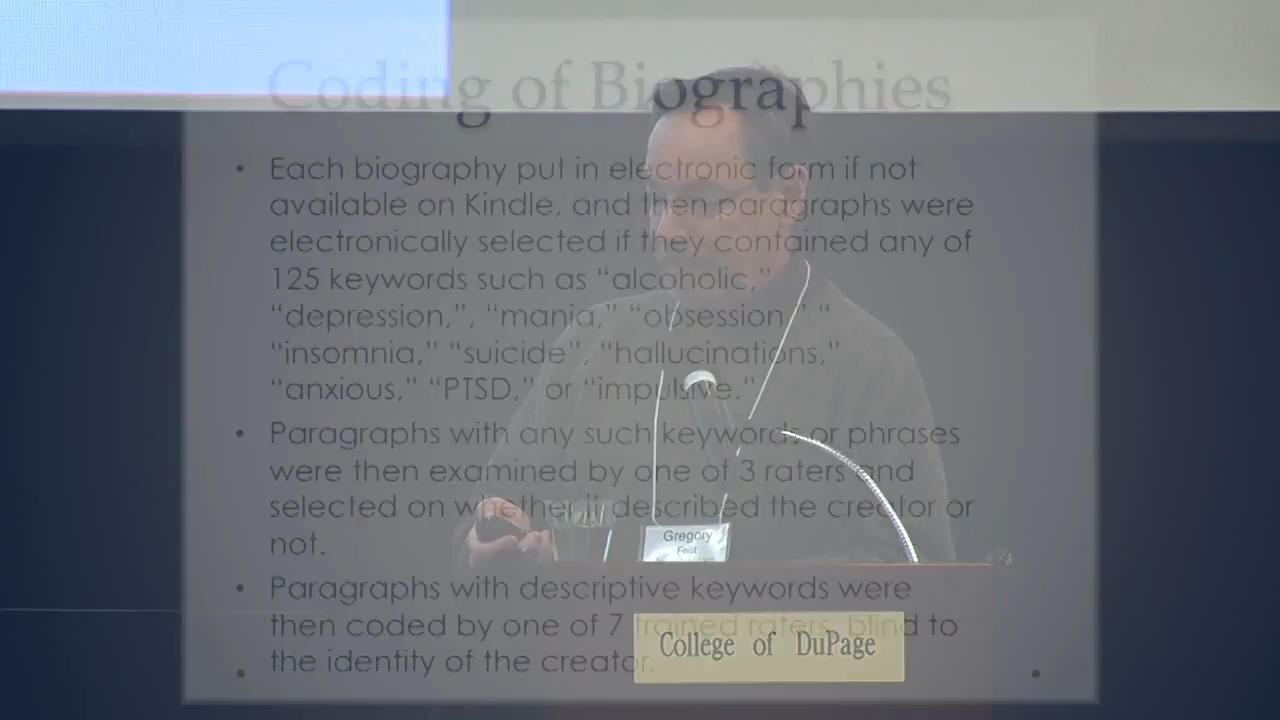 Coding of Biographies
• Each biography put in electronic form if not
available on Kindle, and then paragraphs were
electronically selected if they contained any of
125 keywords such as “alcoholic,”
“depression,”, “mania,” “obsession,” “
“insomnia,” “suicide”, “hallucinations,”
“anxious,” “PTSD,” or “impulsive.”
• Paragraphs with any such keywords or phrases
were then examined by one of 3 raters and
selected on whether it described the creator or
not.
• Paragraphs with descriptive keywords were
then coded by one of 7 trained raters, blind to
the identity of the creator.
Gregory
Feist
College of DuPage